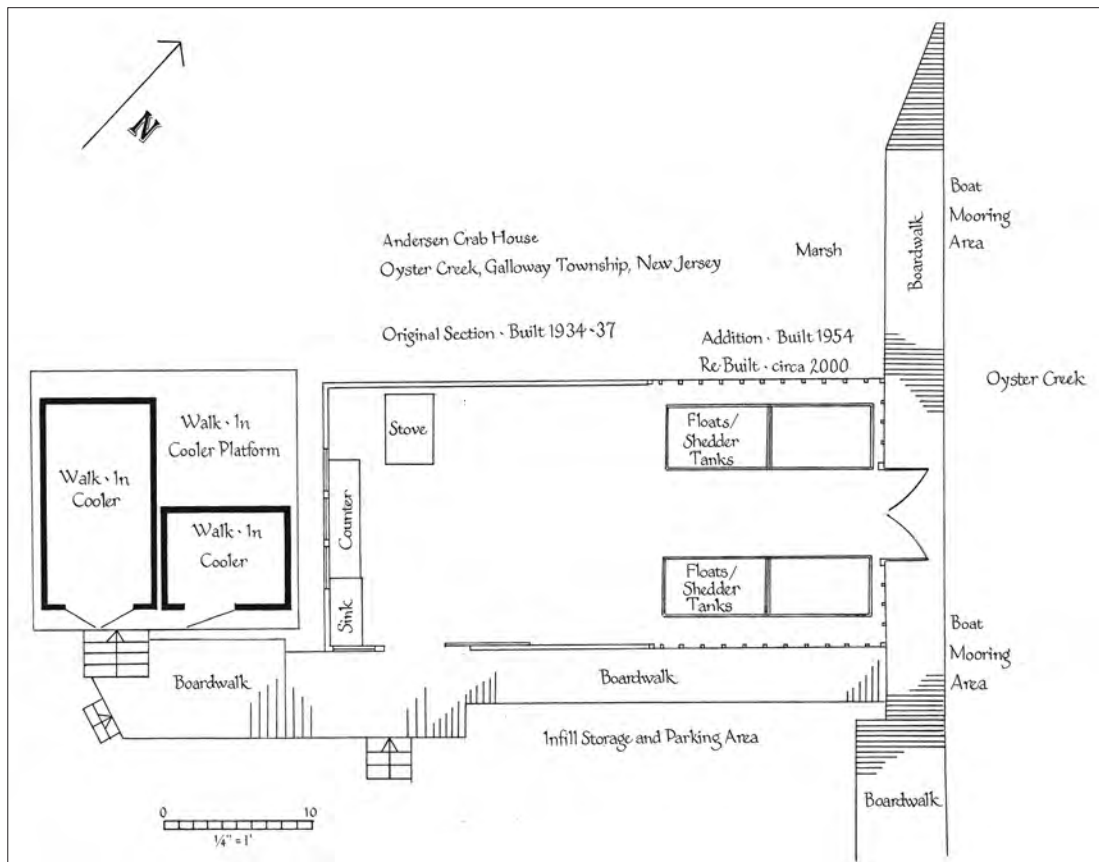 N
Andersen Crab House
Oyster Creek, Galloway Township, New Jersey
Original Section - Built 1934-37
Addition - Built 1954
Re-Built - circa 2000
Marsh
Boardwalk
Boat
Mooring
Area
Oyster Creek
Walk-In
Cooler Platform
Walk-In
Cooler
Walk-In
Cooler
Stove
Counter
Sink
Floats/
Shedder
Tanks
Floats/
Shedder
Tanks
Boat
Mooring
Area
Boardwalk
Boardwalk
Infill Storage and Parking Area
Boardwalk
0 10
1/4" = 1'